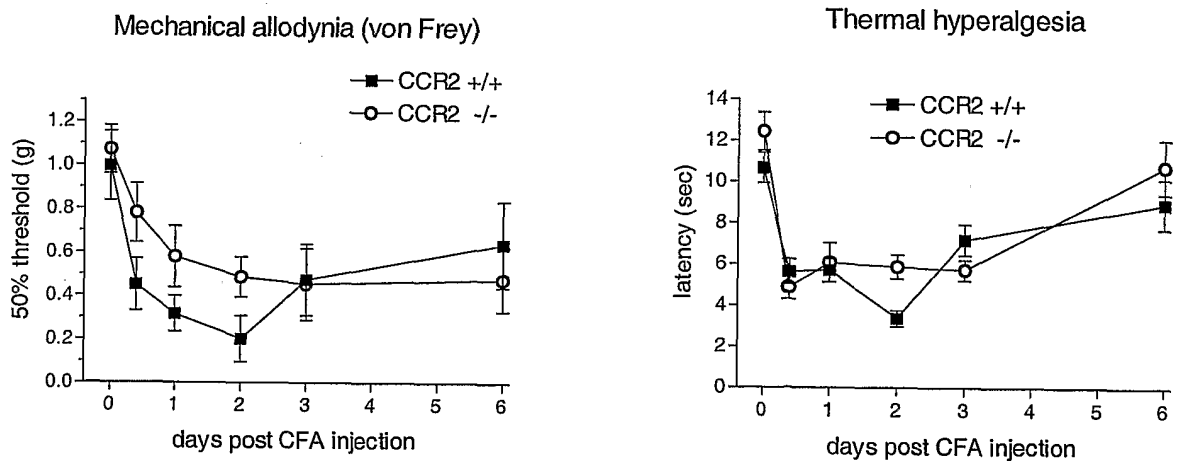 Mechanical allodynia (von Frey)
CCR2 +/+
CCR2 -/-
50% threshold (g)
1.2
1.0
0.8
0.6
0.4
0.2
0.0
0 1 2 3 4 5 6
days post CFA injection
Thermal hyperalgesia
CCR2 +/+
CCR2 -/-
latency (sec)
14
12
10
8
6
4
2
0
0 1 2 3 4 5 6
days post CFA injection